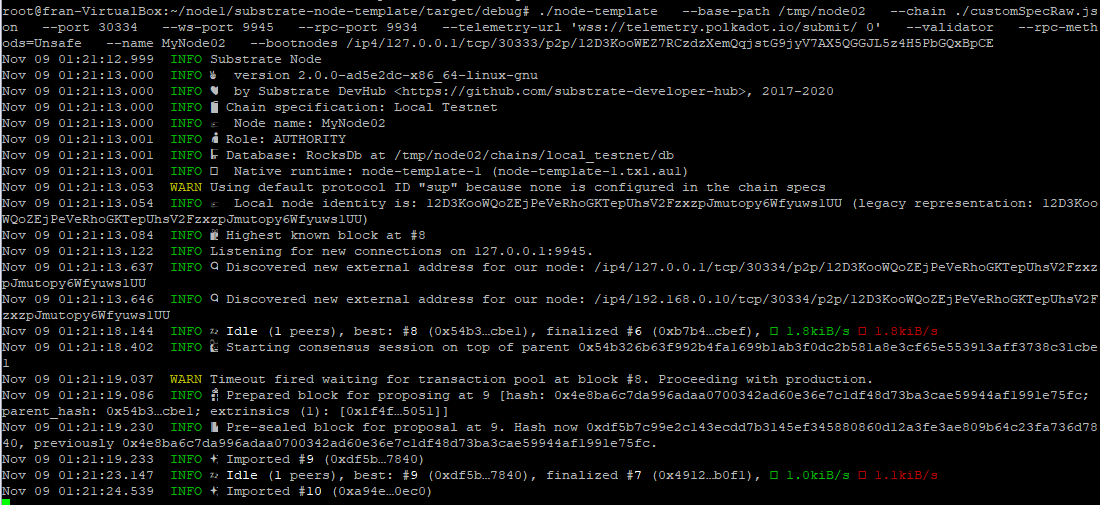 root@fran-VirtualBox:~/node1/substrate-node-template/target/debug# ./node-template   --base-path /tmp/node02   --chain ./customSpecRaw.js
on   --port 30334   --ws-port 9945   --rpc-port 9934   --telemetry-url 'wss://telemetry.polkadot.io/submit/ 0'   --validator   --rpc-met
ods=Unsafe   --name MyNode02   --bootnodes /ip4/127.0.0.1/tcp/30333/p2p/12D3KooWEZ7RCzdzXemQqjstG9jyV7AX5QGGJL5z4H5PbGQxBpCE
Nov 09 01:21:12.999  INFO Substrate Node
Nov 09 01:21:13.000  INFO   version 2.0.0-ad5e2dc-x86_64-linux-gnu
Nov 09 01:21:13.000  INFO   by Substrate DevHub <https://github.com/substrate-developer-hub>, 2017-2020
Nov 09 01:21:13.000  INFO Chain specification: Local Testnet
Nov 09 01:21:13.000  INFO   Node name: MyNode02
Nov 09 01:21:13.001  INFO Role: AUTHORITY
Nov 09 01:21:13.001  INFO Database: RocksDb at /tmp/node02/chains/local_testnet/db
Nov 09 01:21:13.001  INFO   Native runtime: node-template-1 (node-template-1.tx1.au1)
Nov 09 01:21:13.053  WARN Using default protocol ID "sup" because none is configured in the chain specs
Nov 09 01:21:13.054  INFO   Local node identity is: 12D3KooWQoZEjPeVeRhoGKTepUhsV2FzxzpJmutopy6Wfyuws1UU (legacy representation: 12D3Koo
WQoZEjPeVeRhoGKTepUhsV2FzxzpJmutopy6Wfyuws1UU)
Nov 09 01:21:13.084  INFO Highest known block at #8
Nov 09 01:21:13.122  INFO Listening for new connections on 127.0.0.1:9945.
Nov 09 01:21:13.637  INFO Discovered new external address for our node: /ip4/127.0.0.1/tcp/30334/p2p/12D3KooWQoZEjPeVeRhoGKTepUhsV2Fzxz
pJmutopy6Wfyuws1UU
Nov 09 01:21:13.646  INFO Discovered new external address for our node: /ip4/192.168.0.10/tcp/30334/p2p/12D3KooWQoZEjPeVeRhoGKTepUhsV2F
zxzpJmutopy6Wfyuws1UU
Nov 09 01:21:18.144  INFO Idle (1 peers), best: #8 (0x54b3…cbe1), finalized #6 (0xb7b4…cbef), 1.8kiB/s 1.8kiB/s
Nov 09 01:21:18.402  INFO Starting consensus session on top of parent 0x54b326b63f992b4fa1699b1ab3f0dc2b581a8e3cf65e553913aff3738c31cbe
1
Nov 09 01:21:19.037  WARN Timeout fired waiting for transaction pool at block #8. Proceeding with production.
Nov 09 01:21:19.086  INFO Prepared block for proposing at 9 [hash: 0x4e8ba6c7da996adaa0700342ad60e36e7c1df48d73ba3cae59944af1991e75fc;
parent_hash: 0x54b3…cbe1; extrinsics (1): [0x1f4f…5051]]
Nov 09 01:21:19.230  INFO Pre-sealed block for proposal at 9. Hash now 0xdf5b7c99e2c143ecdd7b3145ef345880860d12a3fe3ae809b64c23fa736d78
40, previously 0x4e8ba6c7da996adaa0700342ad60e36e7c1df48d73ba3cae59944af1991e75fc.
Nov 09 01:21:19.233  INFO Imported #9 (0xdf5b…7840)
Nov 09 01:21:23.147  INFO Idle (1 peers), best: #9 (0xdf5b…7840), finalized #7 (0x4912…b0f1), 1.0kiB/s 1.1kiB/s
Nov 09 01:21:24.539  INFO Imported #10 (0xa94e…0ec0)